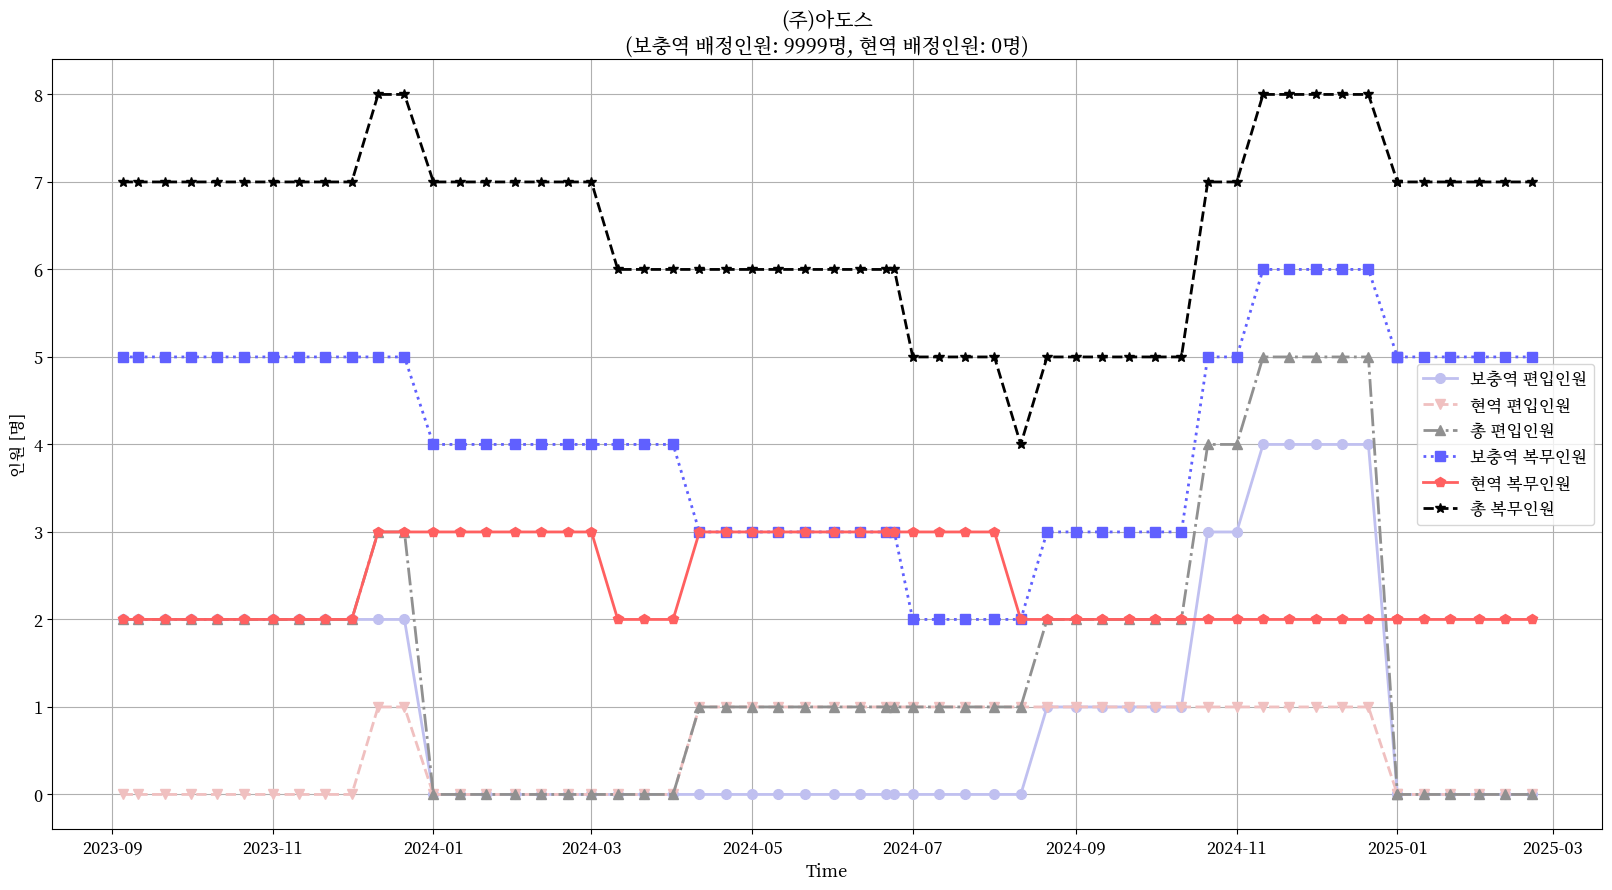 (주)아도스
(보충역 배정인원: 9999명, 현역 배정인원: 0명)
인원 [명]
8
7
6
5
4
3
2
1
0
보충역 편입인원
현역 편입인원
총 편입인원
보충역 복무인원
현역 복무인원
총 복무인원
2023-09 2023-11 2024-01 2024-03 2024-05 2024-07 2024-09 2024-11 2025-01 2025-03
Time